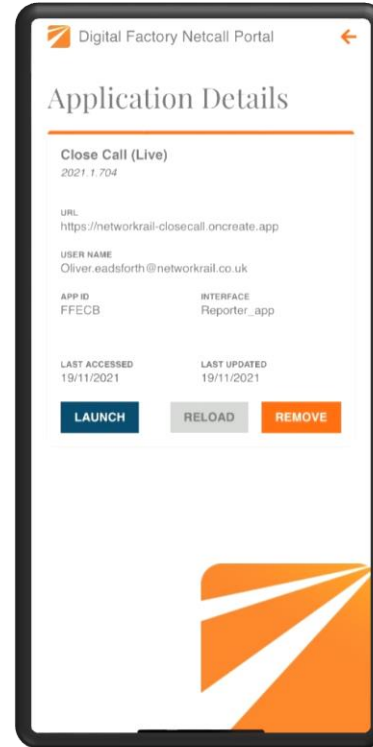 Digital Factory Netcall Portal
Application Details
Close Call (Live)
2021.1.704
URL
https://networkrail-closecall.oncreate.app
USER NAME
Oliver.eadsforth@networkrail.co.uk
APP ID INTERFACE
FFECB Reporter_app
LAST ACCESSED LAST UPDATED
19/11/2021 19/11/2021
LAUNCH RELOAD REMOVE